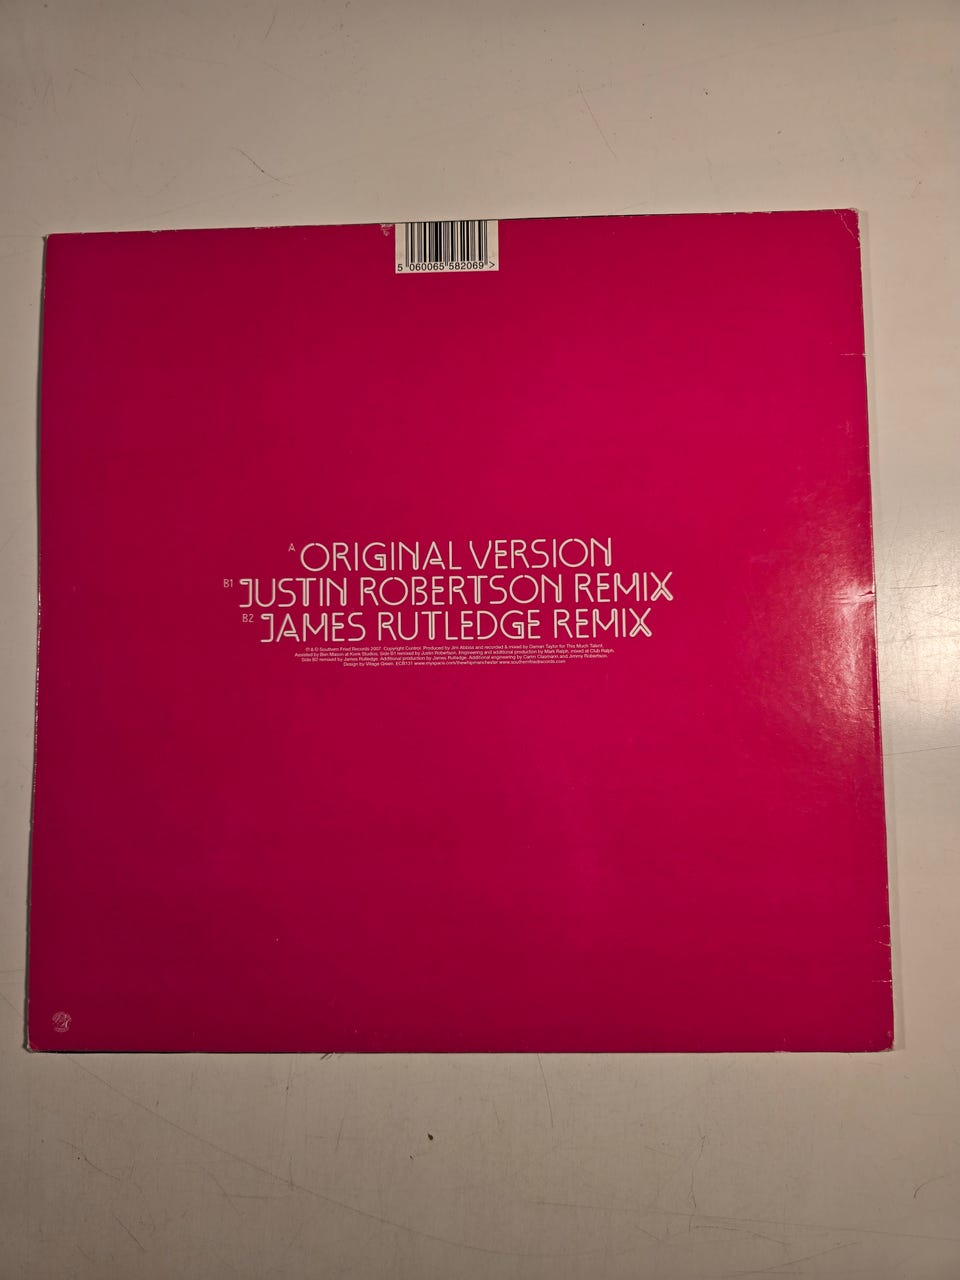 5 060065 582069 >
A ORIGINAL VERSION
B1 JUSTIN ROBERTSON REMIX
B2 JAMES RUTLEDGE REMIX
℗ & © Southern Fried Records 2007. Copyright Control. Produced by Jim Abbiss and recorded & mixed by Damian Taylor for This Much Talent.
Assisted by Ben Mason at Konk Studios. Side B1 remixed by Justin Robertson. Engineering and additional production by Mark Ralph, mixed at Club Ralph.
Side B2 remixed by James Rutledge. Additional production by James Rutledge. Additional engineering by and Jimmy Robertson.
Design by Village Green. ECB131 www.myspace.com/thewhipmanchester www.southernfriedrecords.com